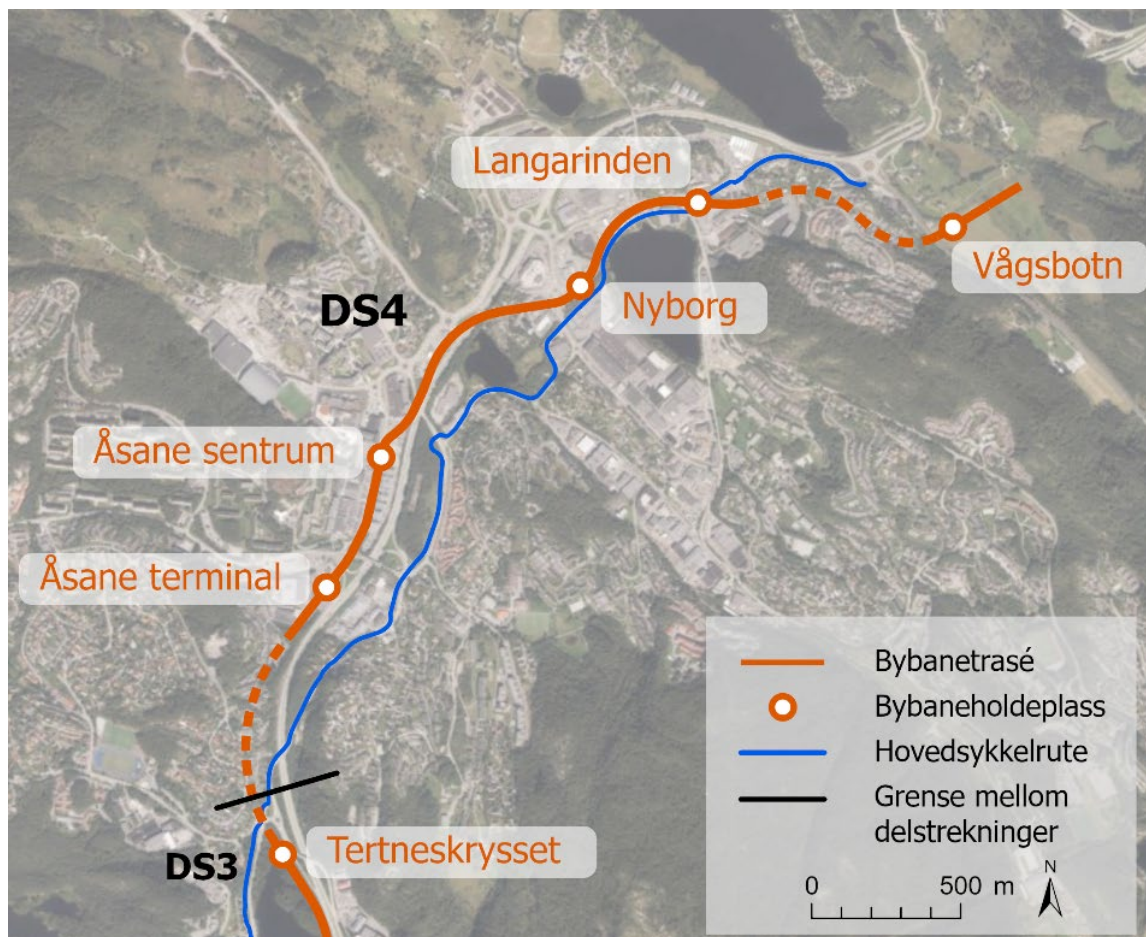 Langarinden
Vågsbotn
Nyborg
DS4
Åsane sentrum
Åsane terminal
Tertneskrysset
DS3
Bybanetrasé
Bybaneholdeplass
Hovedsykkelrute
Grense mellom
delstrekninger
0 500 m
N